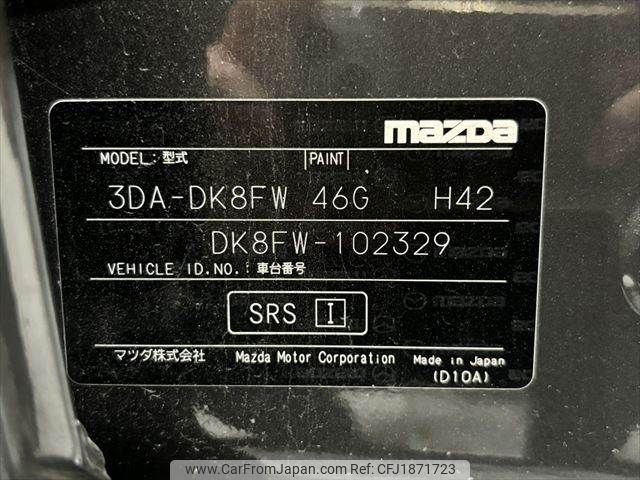 mazda
MODEL: 型式 PAINT
3DA-DK8FW 46G H42
DK8FW-102329
VEHICLE ID.NO.: 車台番号
SRS I
マツダ株式会社 Mazda Motor Corporation Made in Japan
(D10A)
www.CarFromJapan.com | ID:CFJ1871723